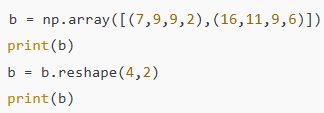 b = np.array([(7,9,9,2),(16,11,9,6)])
print(b)
b = b.reshape(4,2)
print(b)